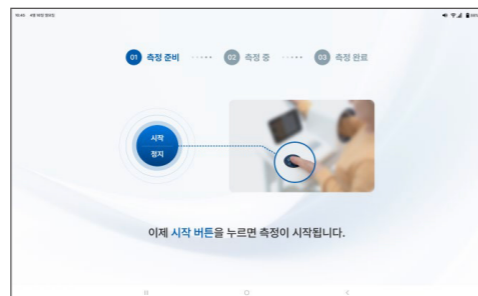 01 측정 준비 ····· 02 측정 중 ····· 03 측정 완료
시작
정지
이제 시작 버튼을 누르면 측정이 시작됩니다.